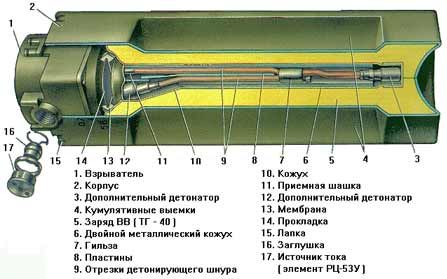 2
1
16
17
15
14
13
12
11
10
9
8
7
6
5
4
3
1. Взрыватель
2. Корпус
3. Дополнительный детонатор
4. Кумулятивные выемки
5. Заряд ВВ ( ТГ - 40 )
6. Двойной металлический кожух
7. Гильза
8. Пластины
9. Отрезки детонирующего шнура
10. Кожух
11. Приемная шашка
12. Дополнительный детонатор
13. Мембрана
14. Прокладка
15. Лапка
16. Заглушка
17. Источник тока
(элемент РЦ-53У )